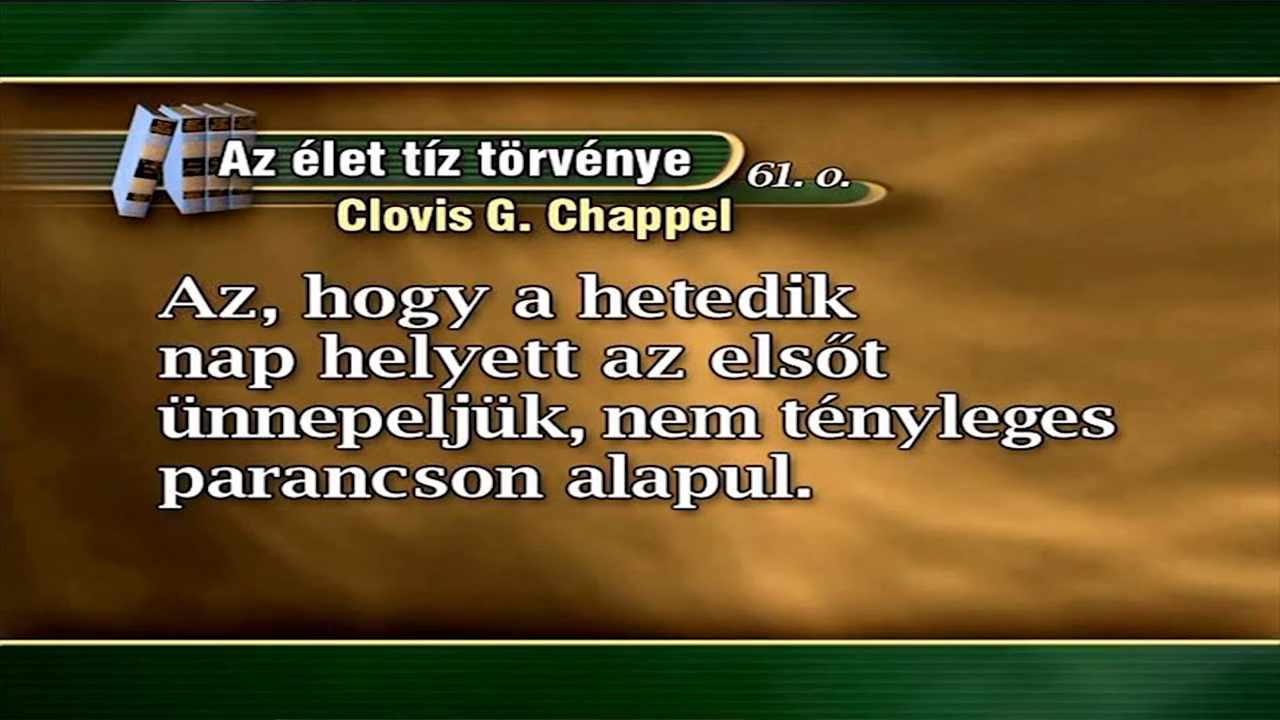 Az élet tíz törvénye
61. o.
Clovis G. Chappel
Az, hogy a hetedik
nap helyett az elsőt
ünnepeljük, nem tényleges
parancson alapul.